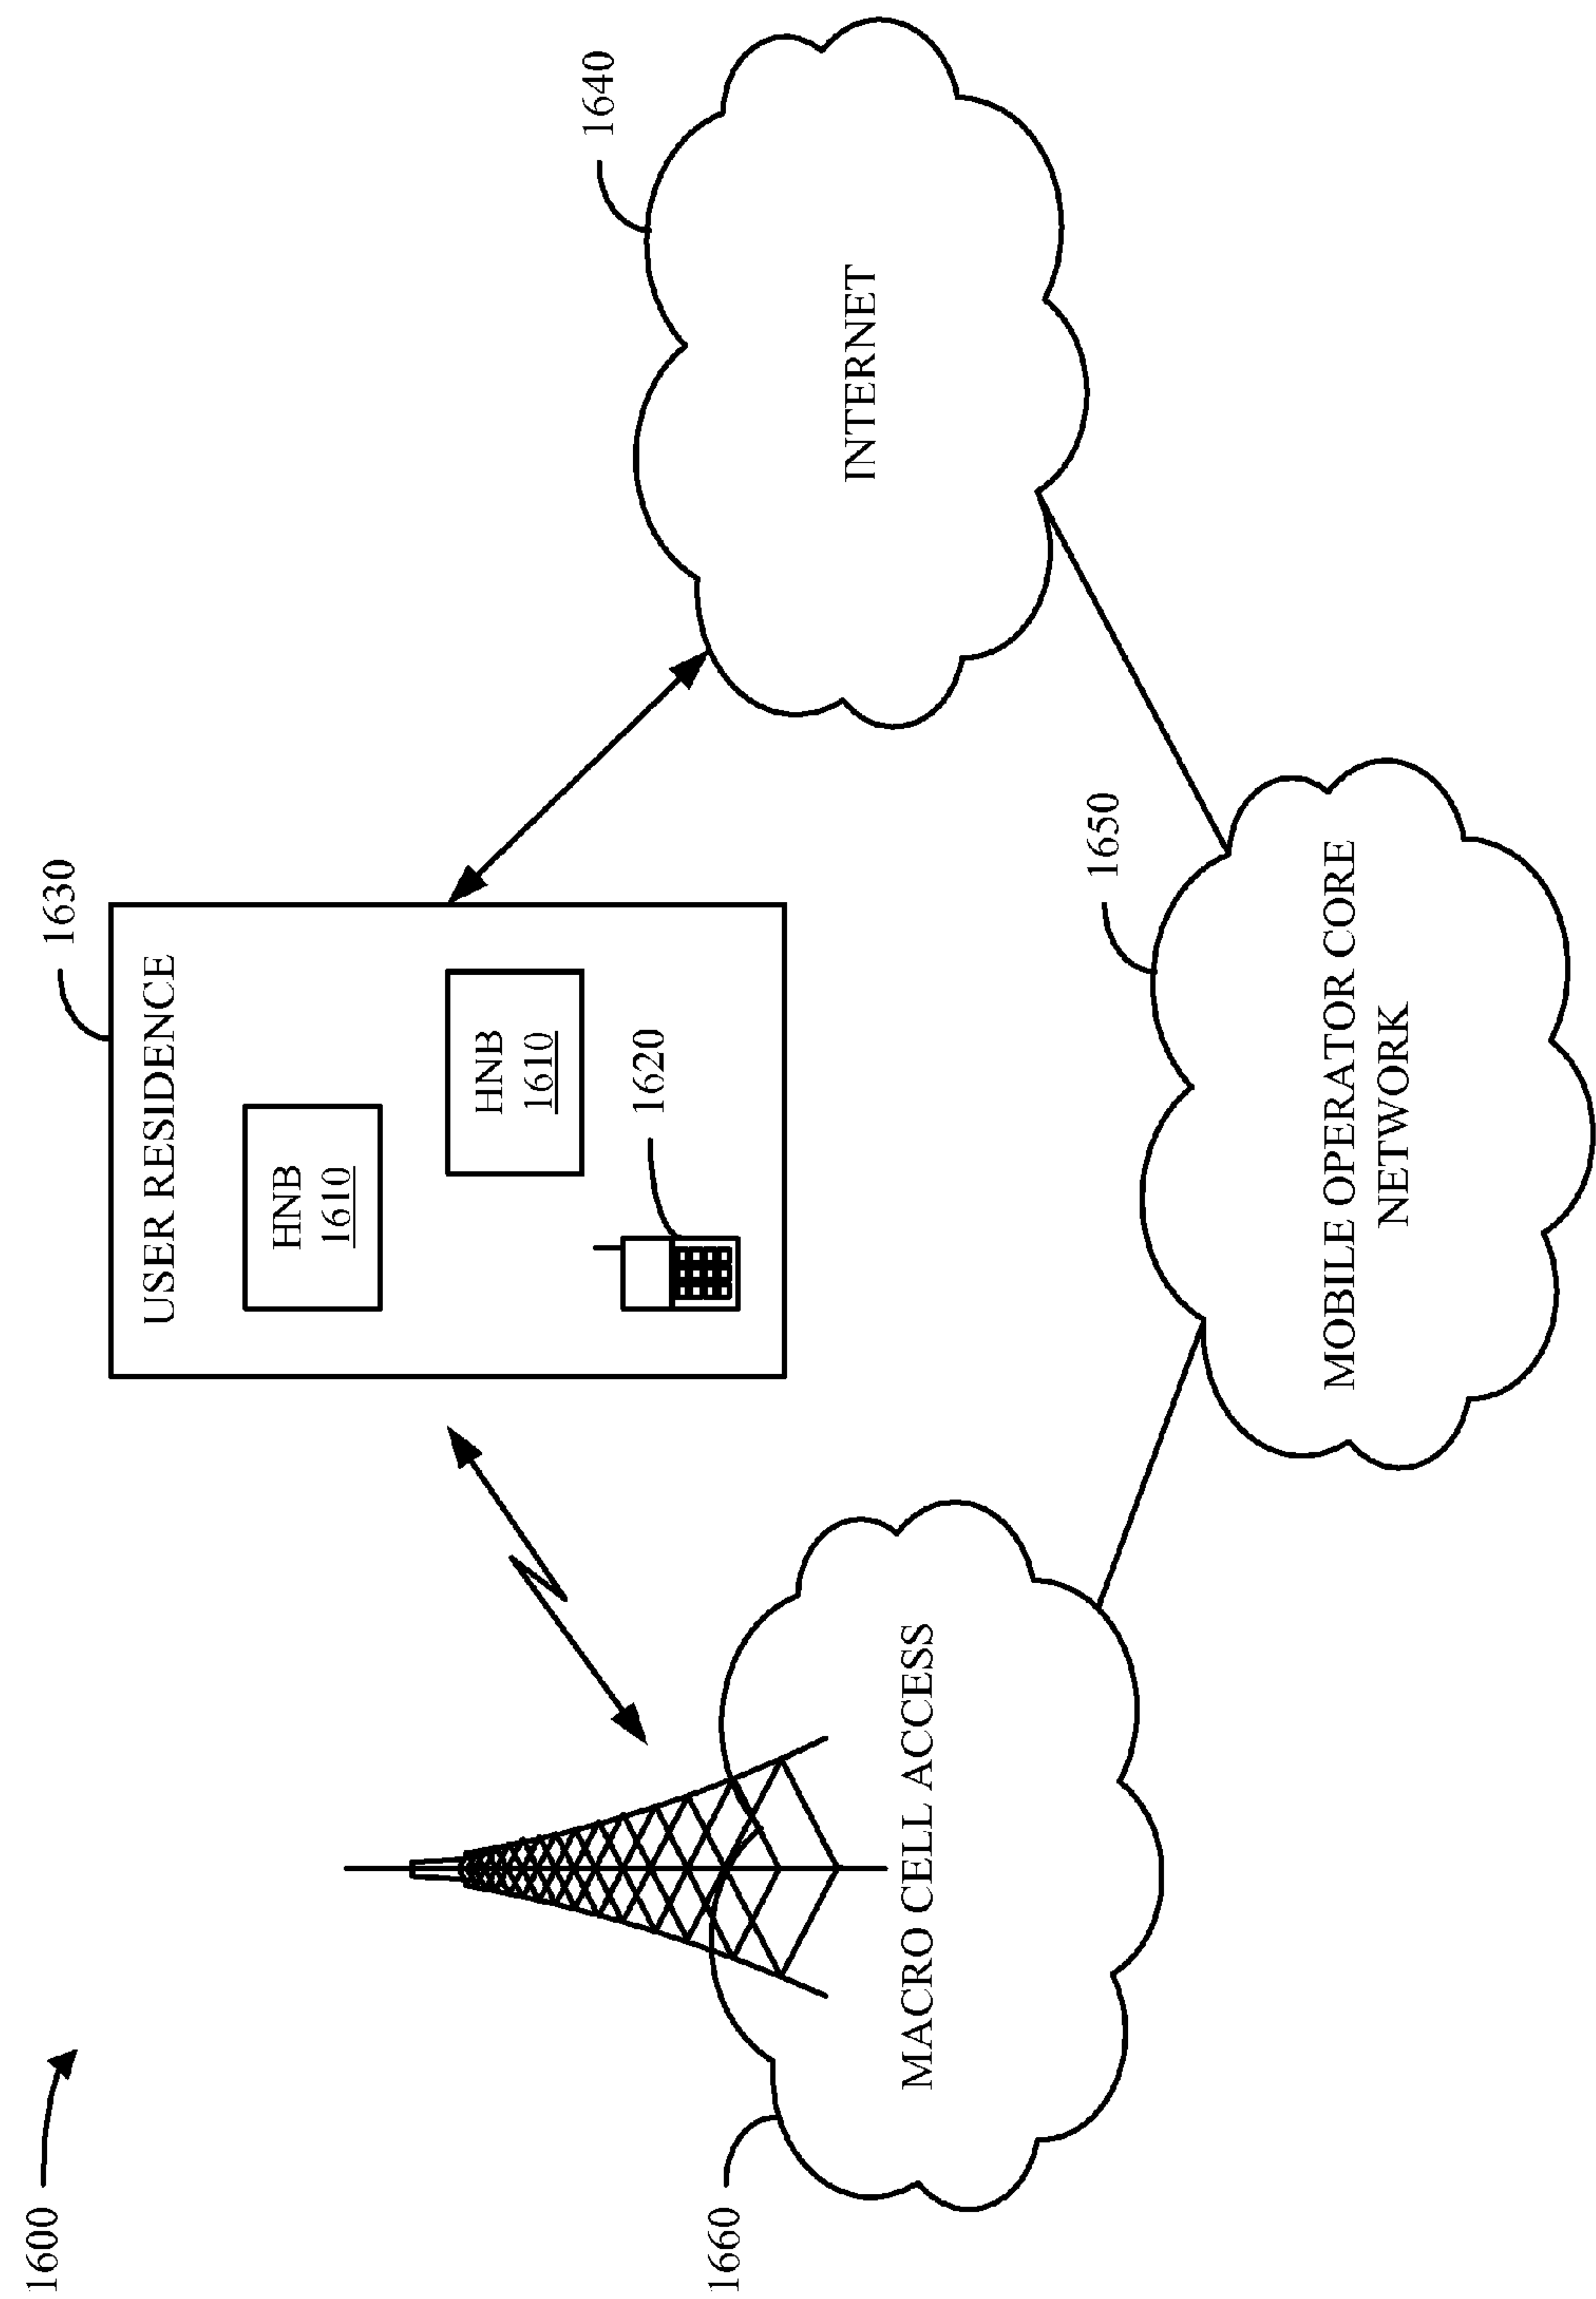 1600
1630
USER RESIDENCE
HNB
1610
HNB
1610
1620
1640
INTERNET
1660
MACRO CELL ACCESS
1650
MOBILE OPERATOR CORE
NETWORK